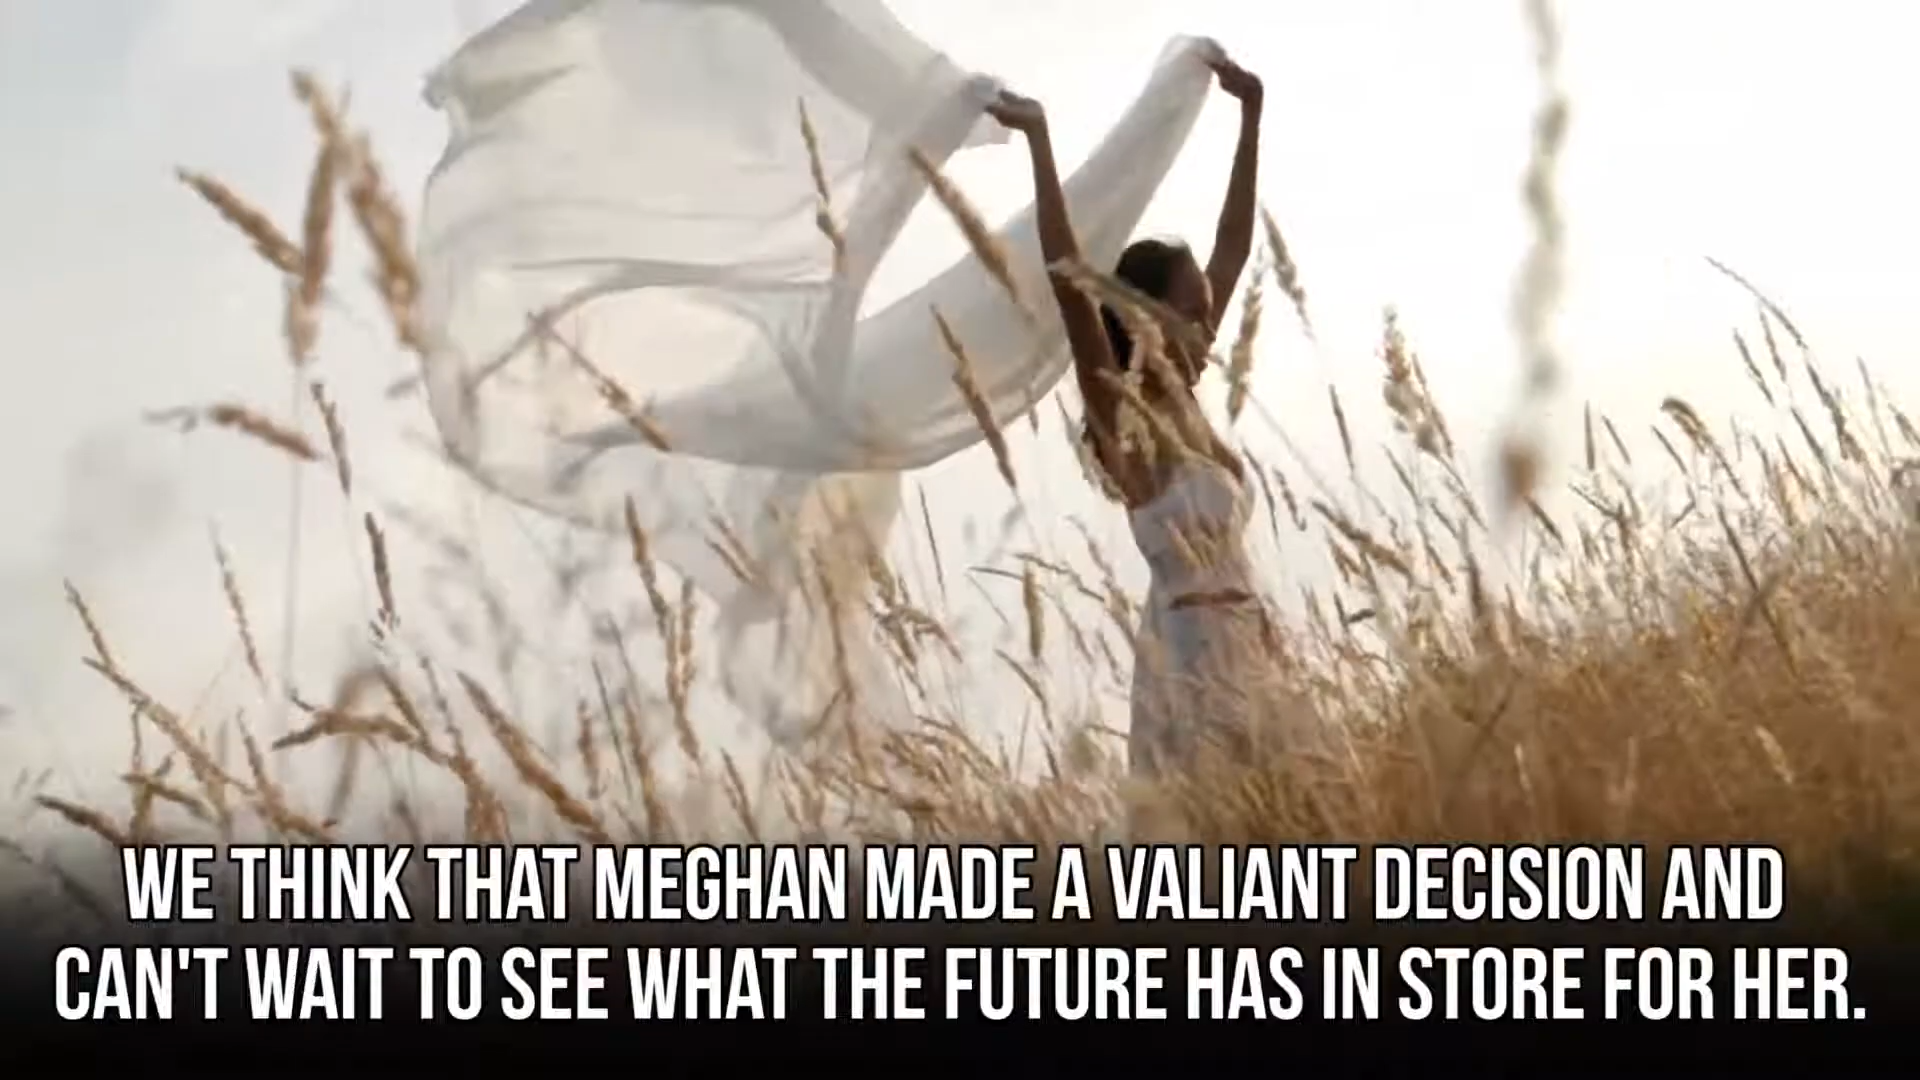 WE THINK THAT MEGHAN MADE A VALIANT DECISION AND
CAN'T WAIT TO SEE WHAT THE FUTURE HAS IN STORE FOR HER.